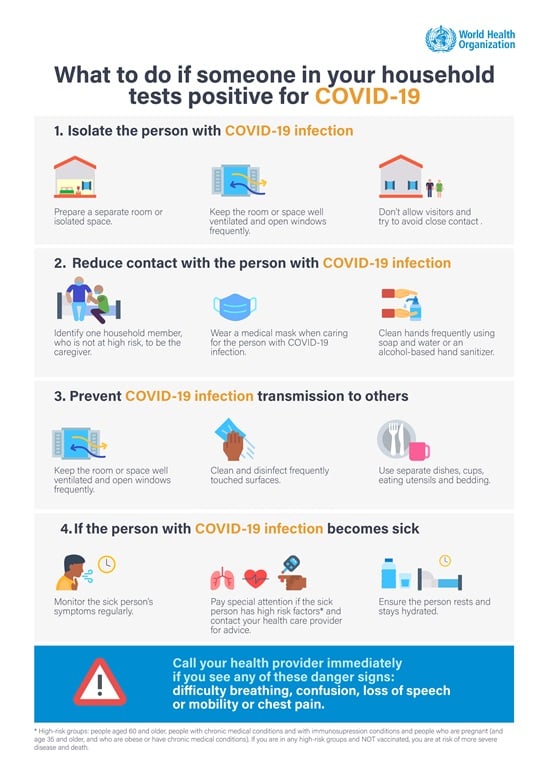 World Health
Organization
What to do if someone in your household
tests positive for COVID-19
1. Isolate the person with COVID-19 infection
Prepare a separate room or
isolated space.
Keep the room or space well
ventilated and open windows
frequently.
Don't allow visitors and
try to avoid close contact .
2. Reduce contact with the person with COVID-19 infection
Identify one household member,
who is not at high risk, to be the
caregiver.
Wear a medical mask when caring
for the person with COVID-19
infection.
Clean hands frequently using
soap and water or an
alcohol-based hand sanitizer.
3. Prevent COVID-19 infection transmission to others
Keep the room or space well
ventilated and open windows
frequently.
Clean and disinfect frequently
touched surfaces.
Use separate dishes, cups,
eating utensils and bedding.
4. If the person with COVID-19 infection becomes sick
Monitor the sick person's
symptoms regularly.
Pay special attention if the sick
person has high risk factors* and
contact your health care provider
for advice.
Ensure the person rests and
stays hydrated.
Call your health provider immediately
if you see any of these danger signs:
difficulty breathing, confusion, loss of speech
or mobility or chest pain.
* High-risk groups: people aged 60 and older, people with chronic medical conditions and with immunosupression conditions and people who are pregnant (and
age 35 and older, and who are obese or have chronic medical conditions). If you are in any high-risk groups and NOT vaccinated, you are at risk of more severe
disease and death.